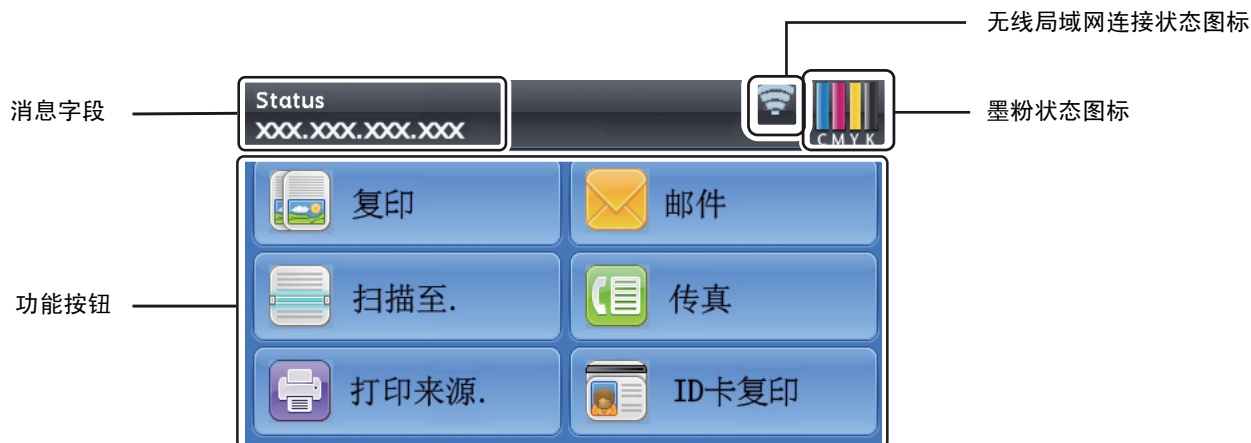 无线局域网连接状态图标
消息字段
Status
xxx.xxx.xxx.xxx
C M Y K
墨粉状态图标
复印
邮件
功能按钮
扫描至.
传真
打印来源.
ID卡复印